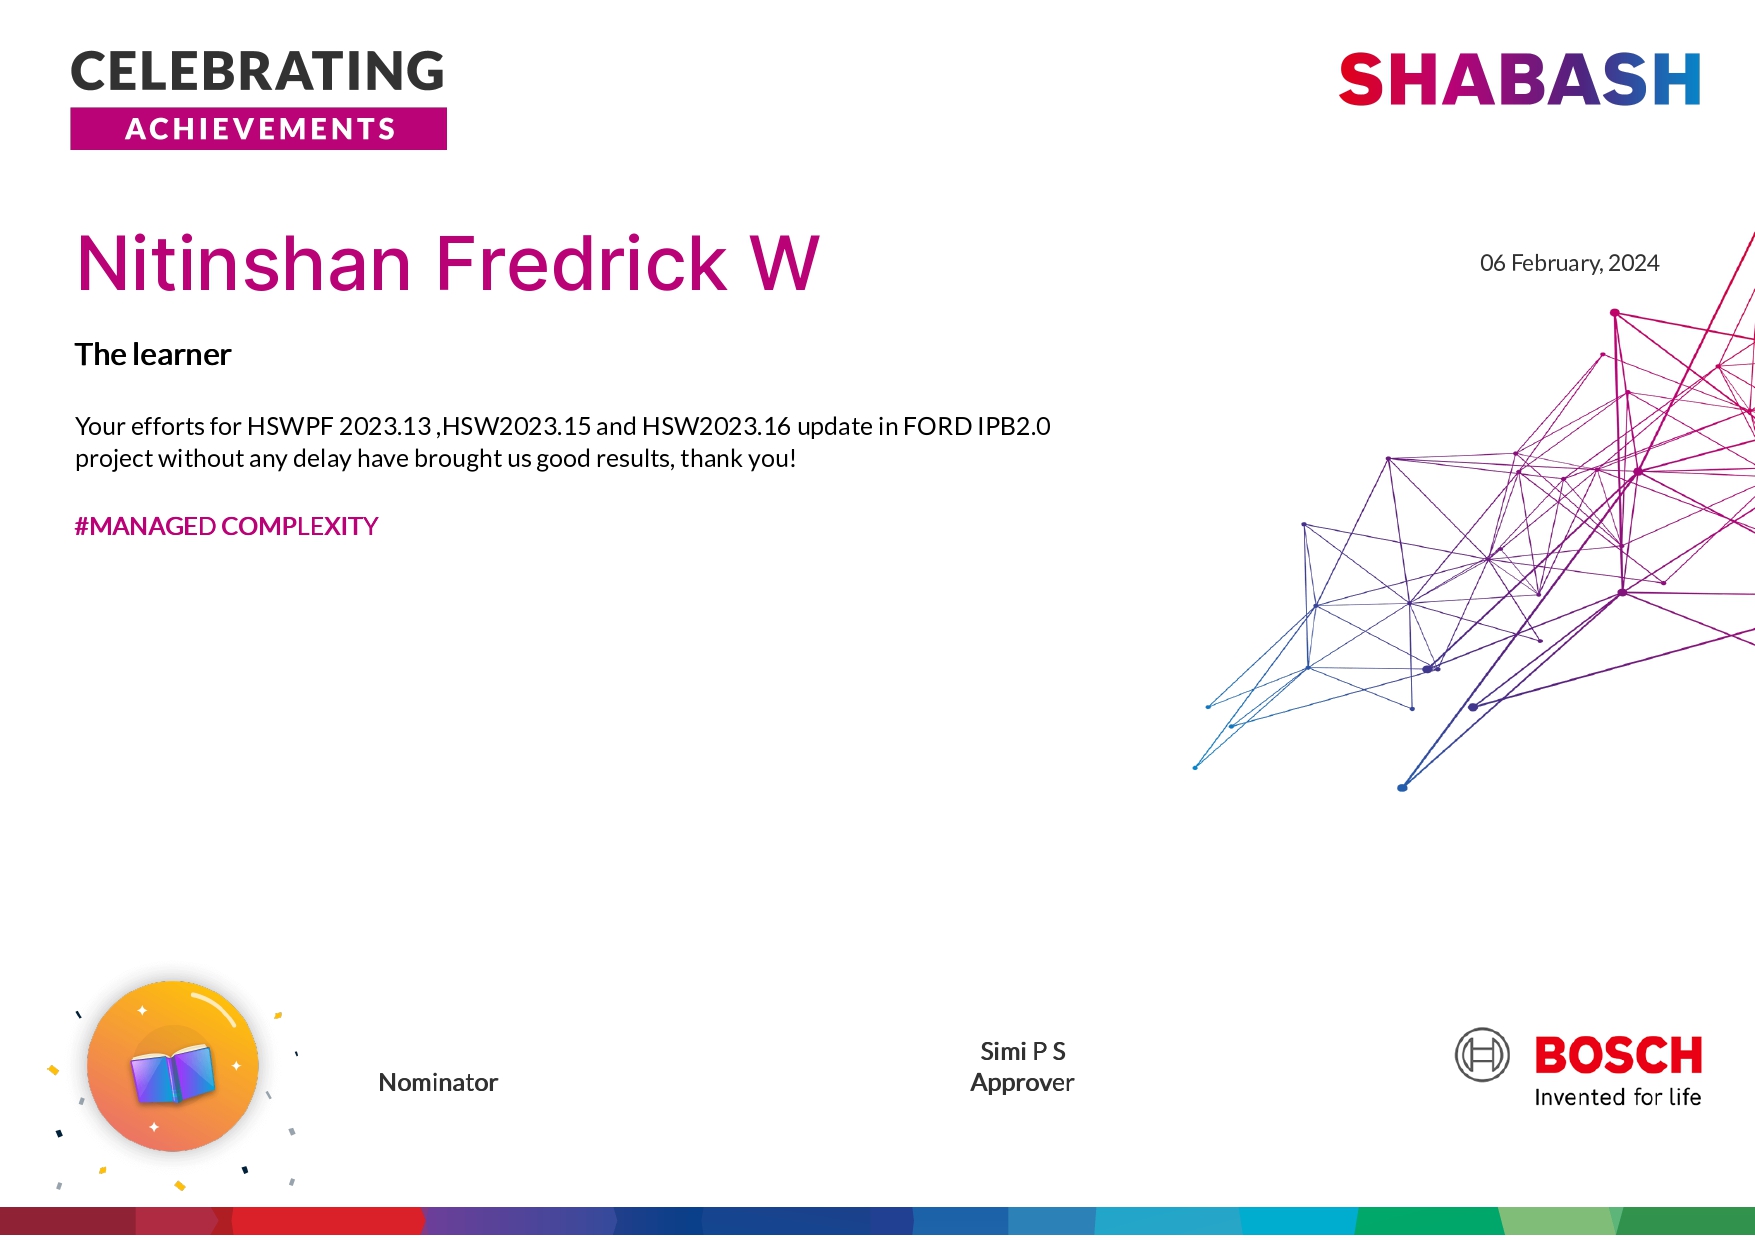 CELEBRATING
ACHIEVEMENTS
SHABASH
Nitinshan Fredrick W
06 February, 2024
The learner
Your efforts for HSWPF 2023.13 ,HSW2023.15 and HSW2023.16 update in FORD IPB2.0
project without any delay have brought us good results, thank you!
#MANAGED COMPLEXITY
Nominator
Simi P S
Approver
BOSCH
Invented for life